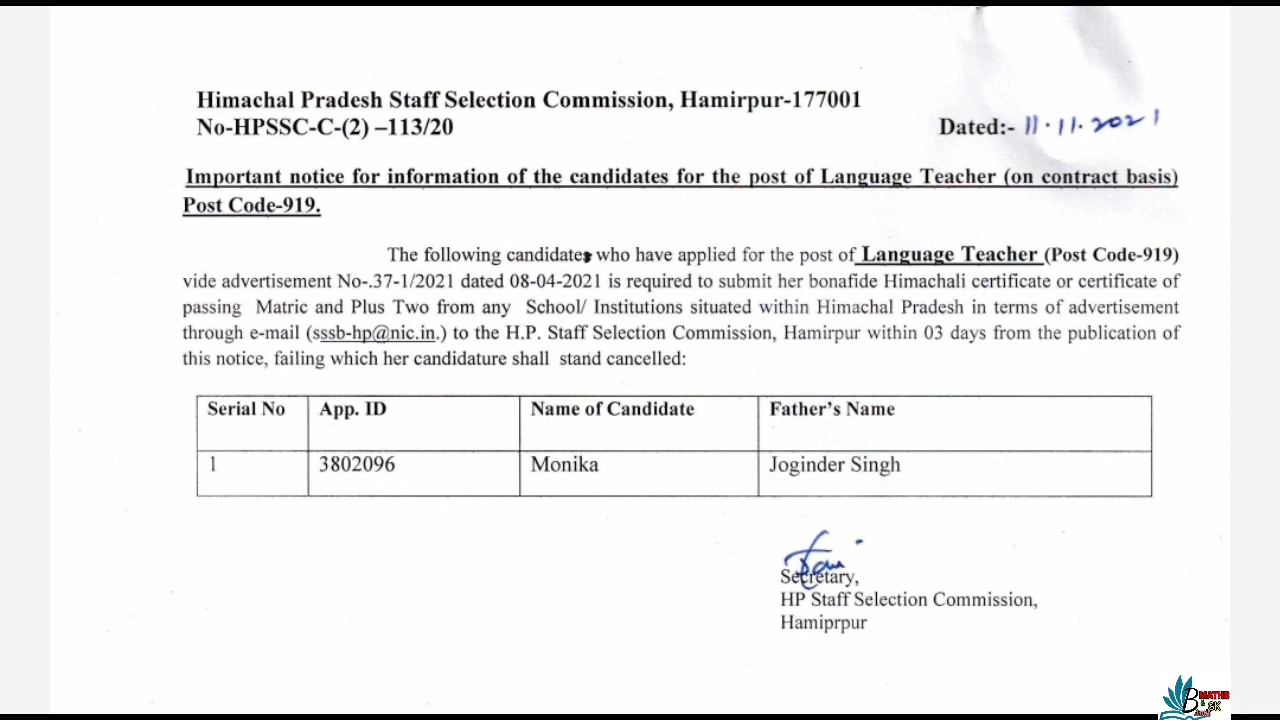 Himachal Pradesh Staff Selection Commission, Hamirpur-177001
No-HPSSC-C-(2) –113/20
Dated:- 11.11.2021
Important notice for information of the candidates for the post of Language Teacher (on contract basis)
Post Code-919.
The following candidates who have applied for the post of Language Teacher (Post Code-919)
vide advertisement No-.37-1/2021 dated 08-04-2021 is required to submit her bonafide Himachali certificate or certificate of
passing Matric and Plus Two from any School/ Institutions situated within Himachal Pradesh in terms of advertisement
through e-mail (sssb-hp@nic.in.) to the H.P. Staff Selection Commission, Hamirpur within 03 days from the publication of
this notice, failing which her candidature shall stand cancelled:
Serial No App. ID Name of Candidate Father's Name
1 3802096 Monika Joginder Singh
Secretary,
HP Staff Selection Commission,
Hamiprpur
MATHS
GK